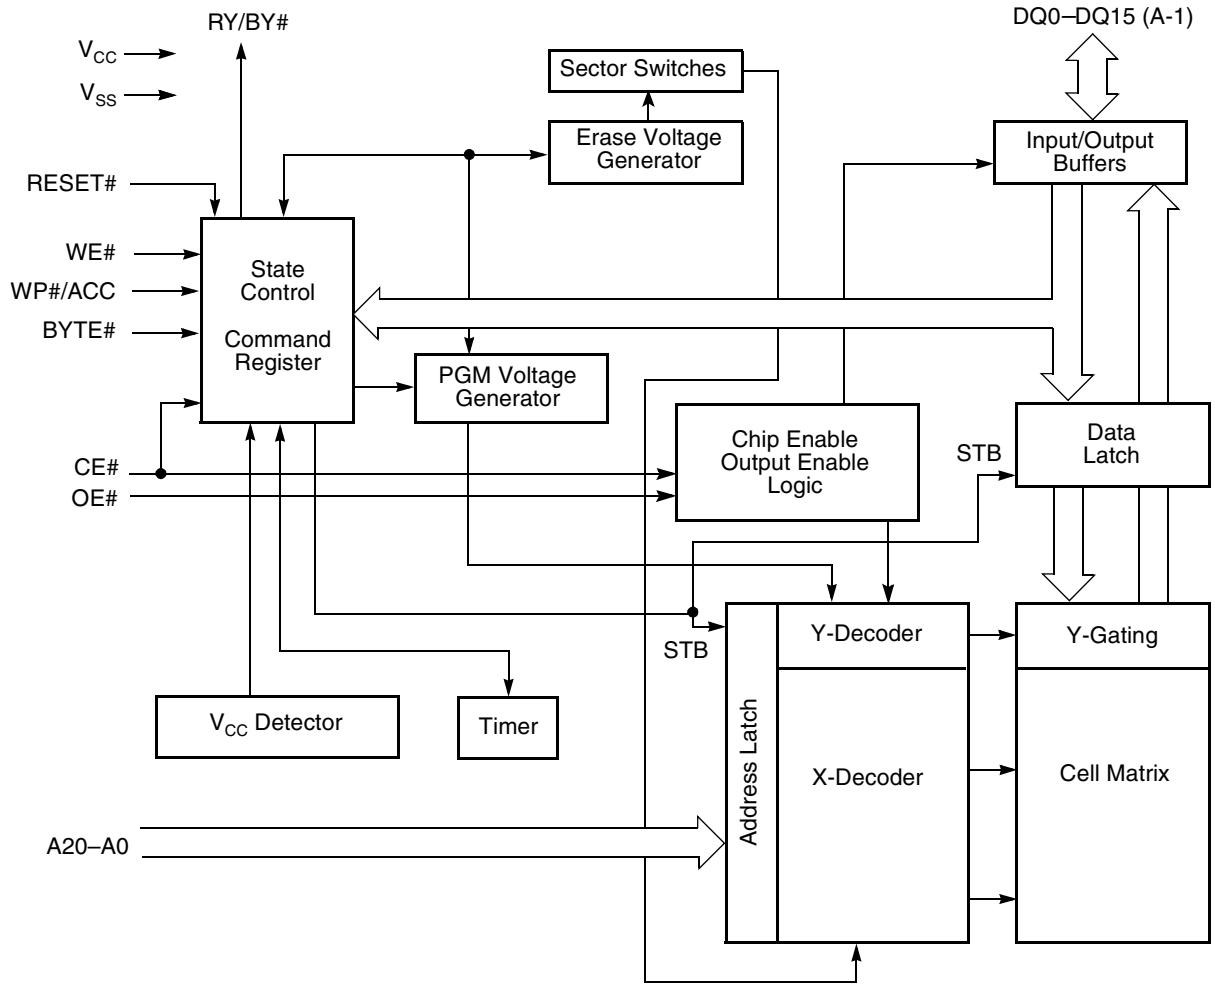 RY/BY#
DQ0–DQ15 (A-1)
VCC
VSS
Sector Switches
Erase Voltage
Generator
Input/Output
Buffers
RESET#
WE#
WP#/ACC
BYTE#
State
Control
Command
Register
PGM Voltage
Generator
Chip Enable
Output Enable
Logic
Data
Latch
STB
CE#
OE#
STB
Y-Decoder
Y-Gating
VCC Detector
Timer
Address Latch
X-Decoder
Cell Matrix
A20–A0